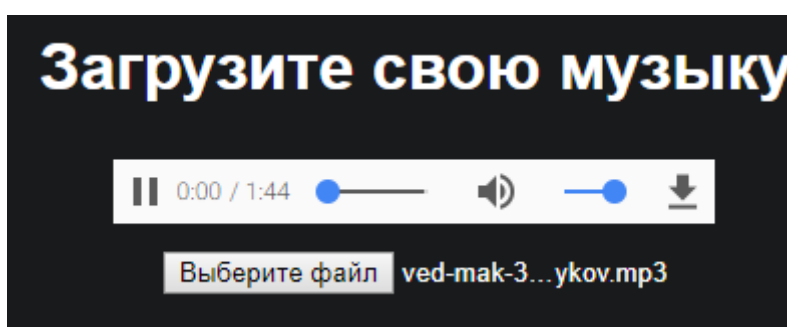 Загрузите свою музыку
0:00 / 1:44
Выберите файл ved-mak-3...ykov.mp3